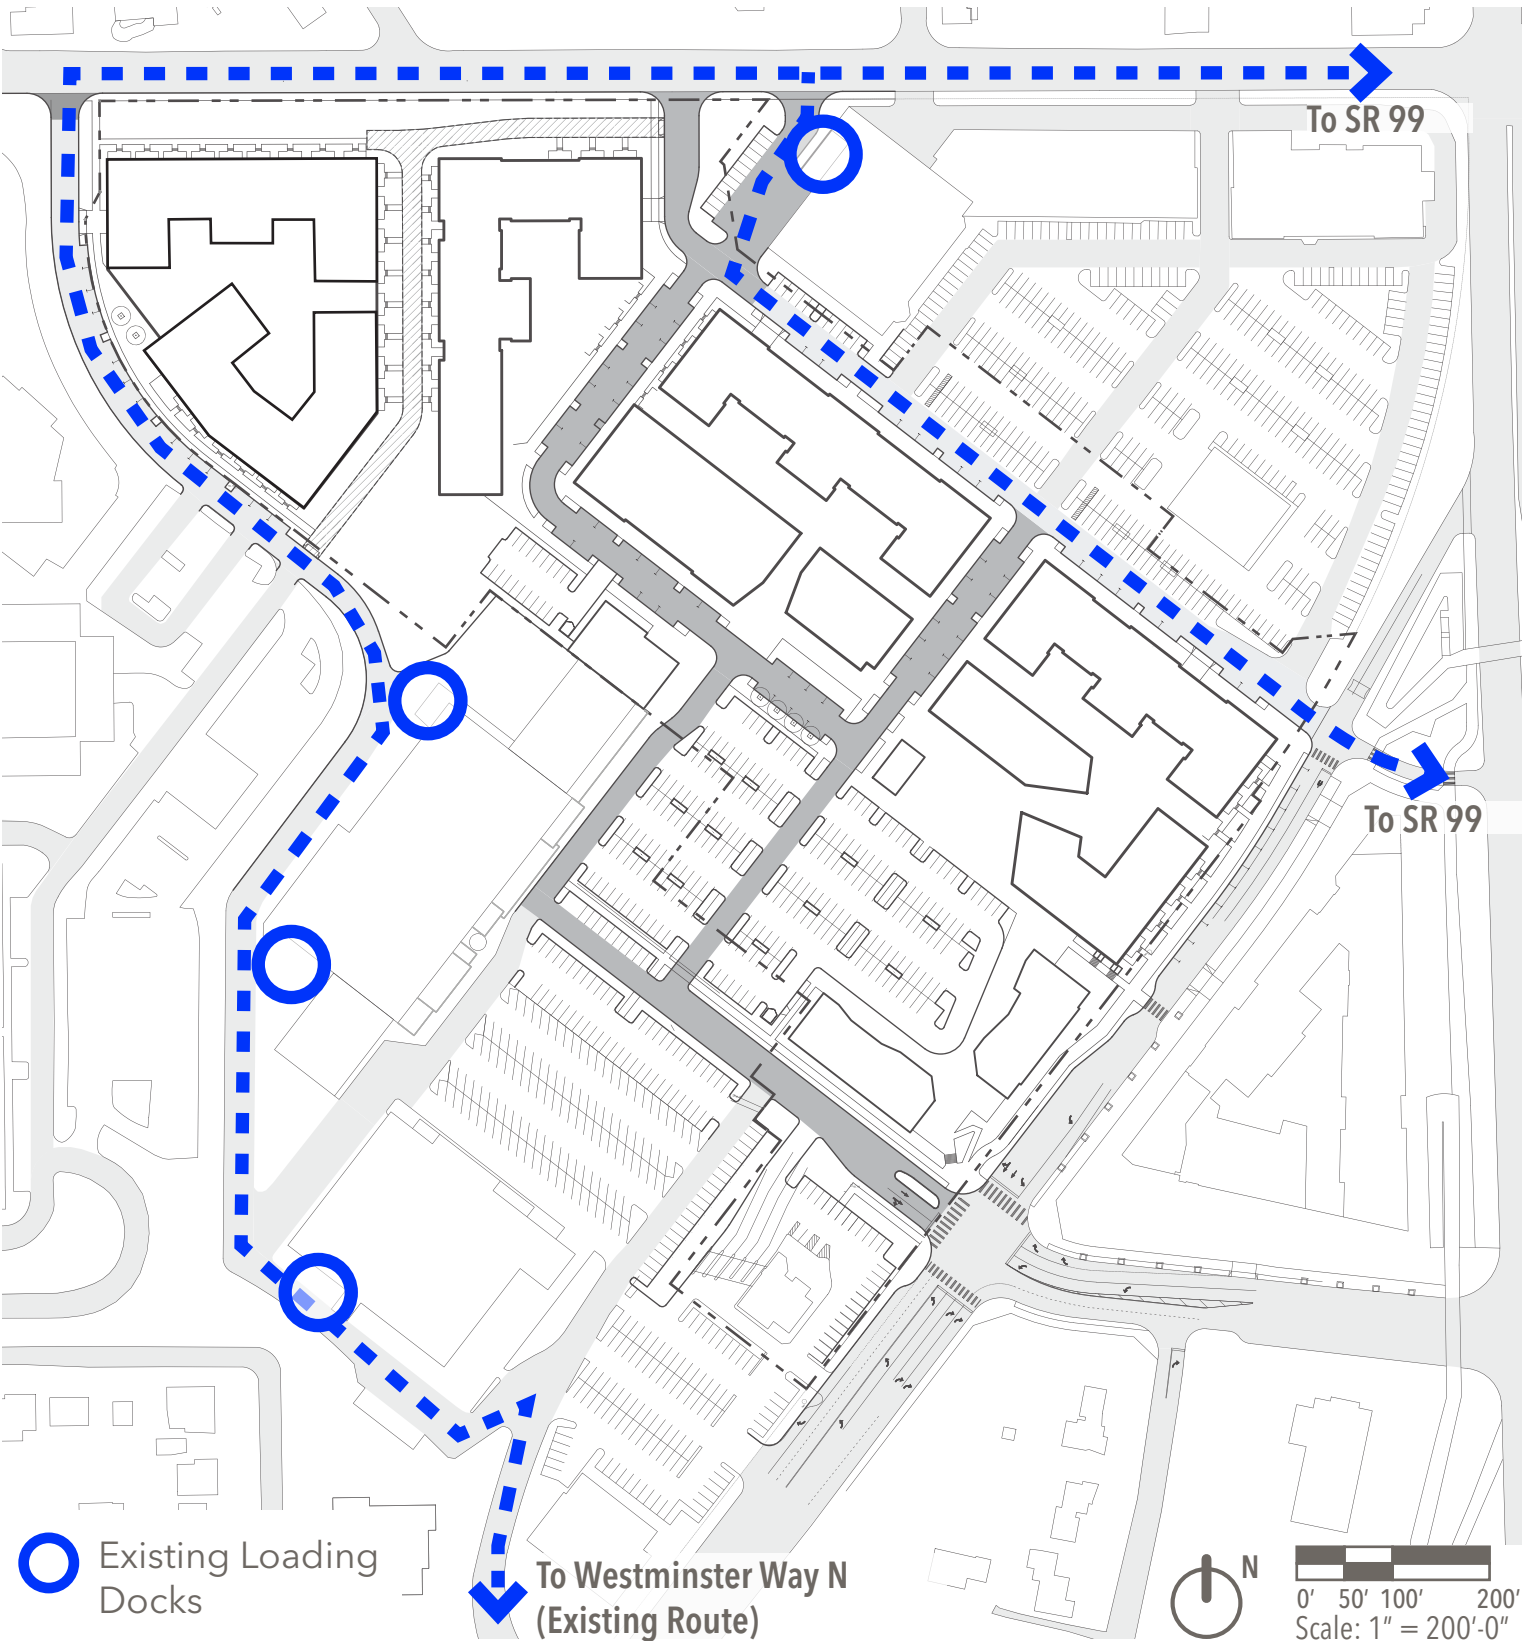 To SR 99
To SR 99
Existing Loading
Docks
To Westminster Way N
(Existing Route)
N
0' 50' 100' 200'
Scale: 1" = 200'-0"